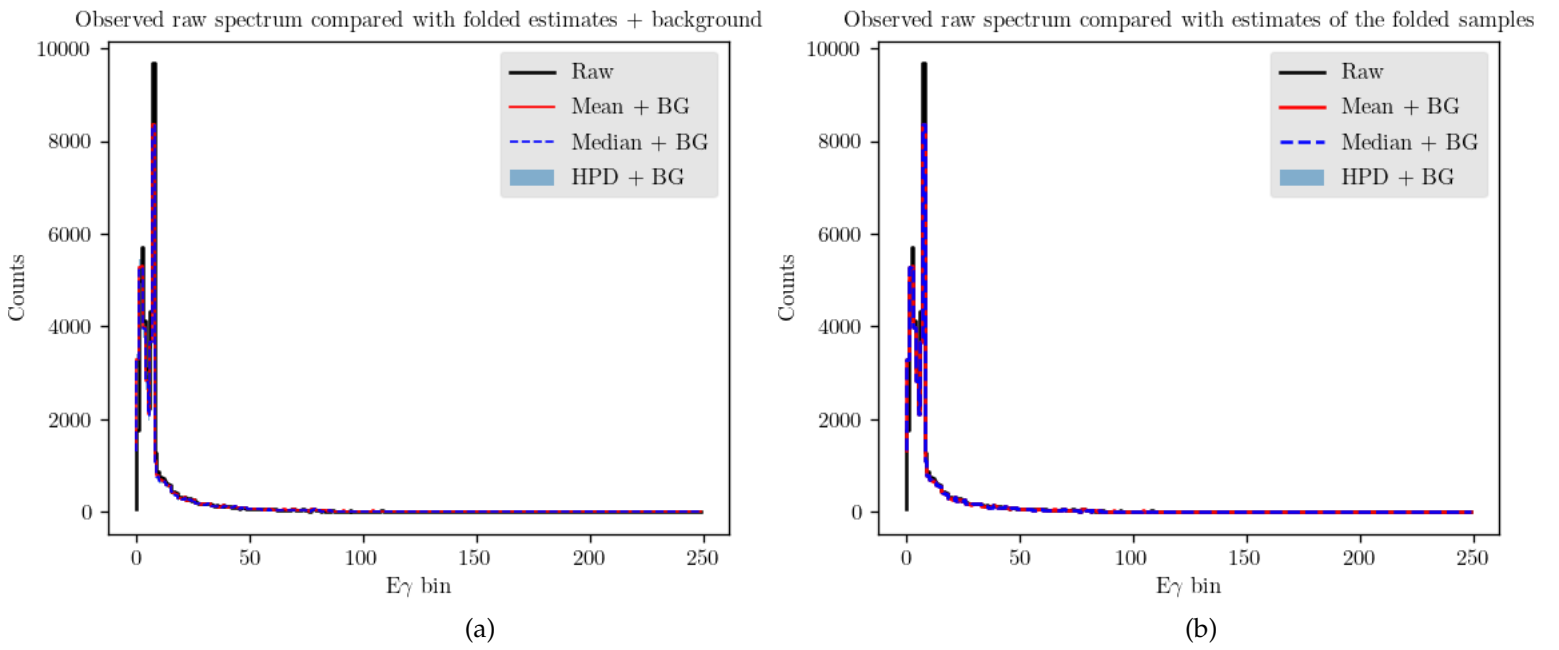 Observed raw spectrum compared with folded estimates + background
10000
8000
6000
4000
2000
0
Counts
Raw
Mean + BG
Median + BG
HPD + BG
0 50 100 150 200 250
Eγ bin
(a)
Observed raw spectrum compared with estimates of the folded samples
10000
8000
6000
4000
2000
0
Counts
Raw
Mean + BG
Median + BG
HPD + BG
0 50 100 150 200 250
Eγ bin
(b)